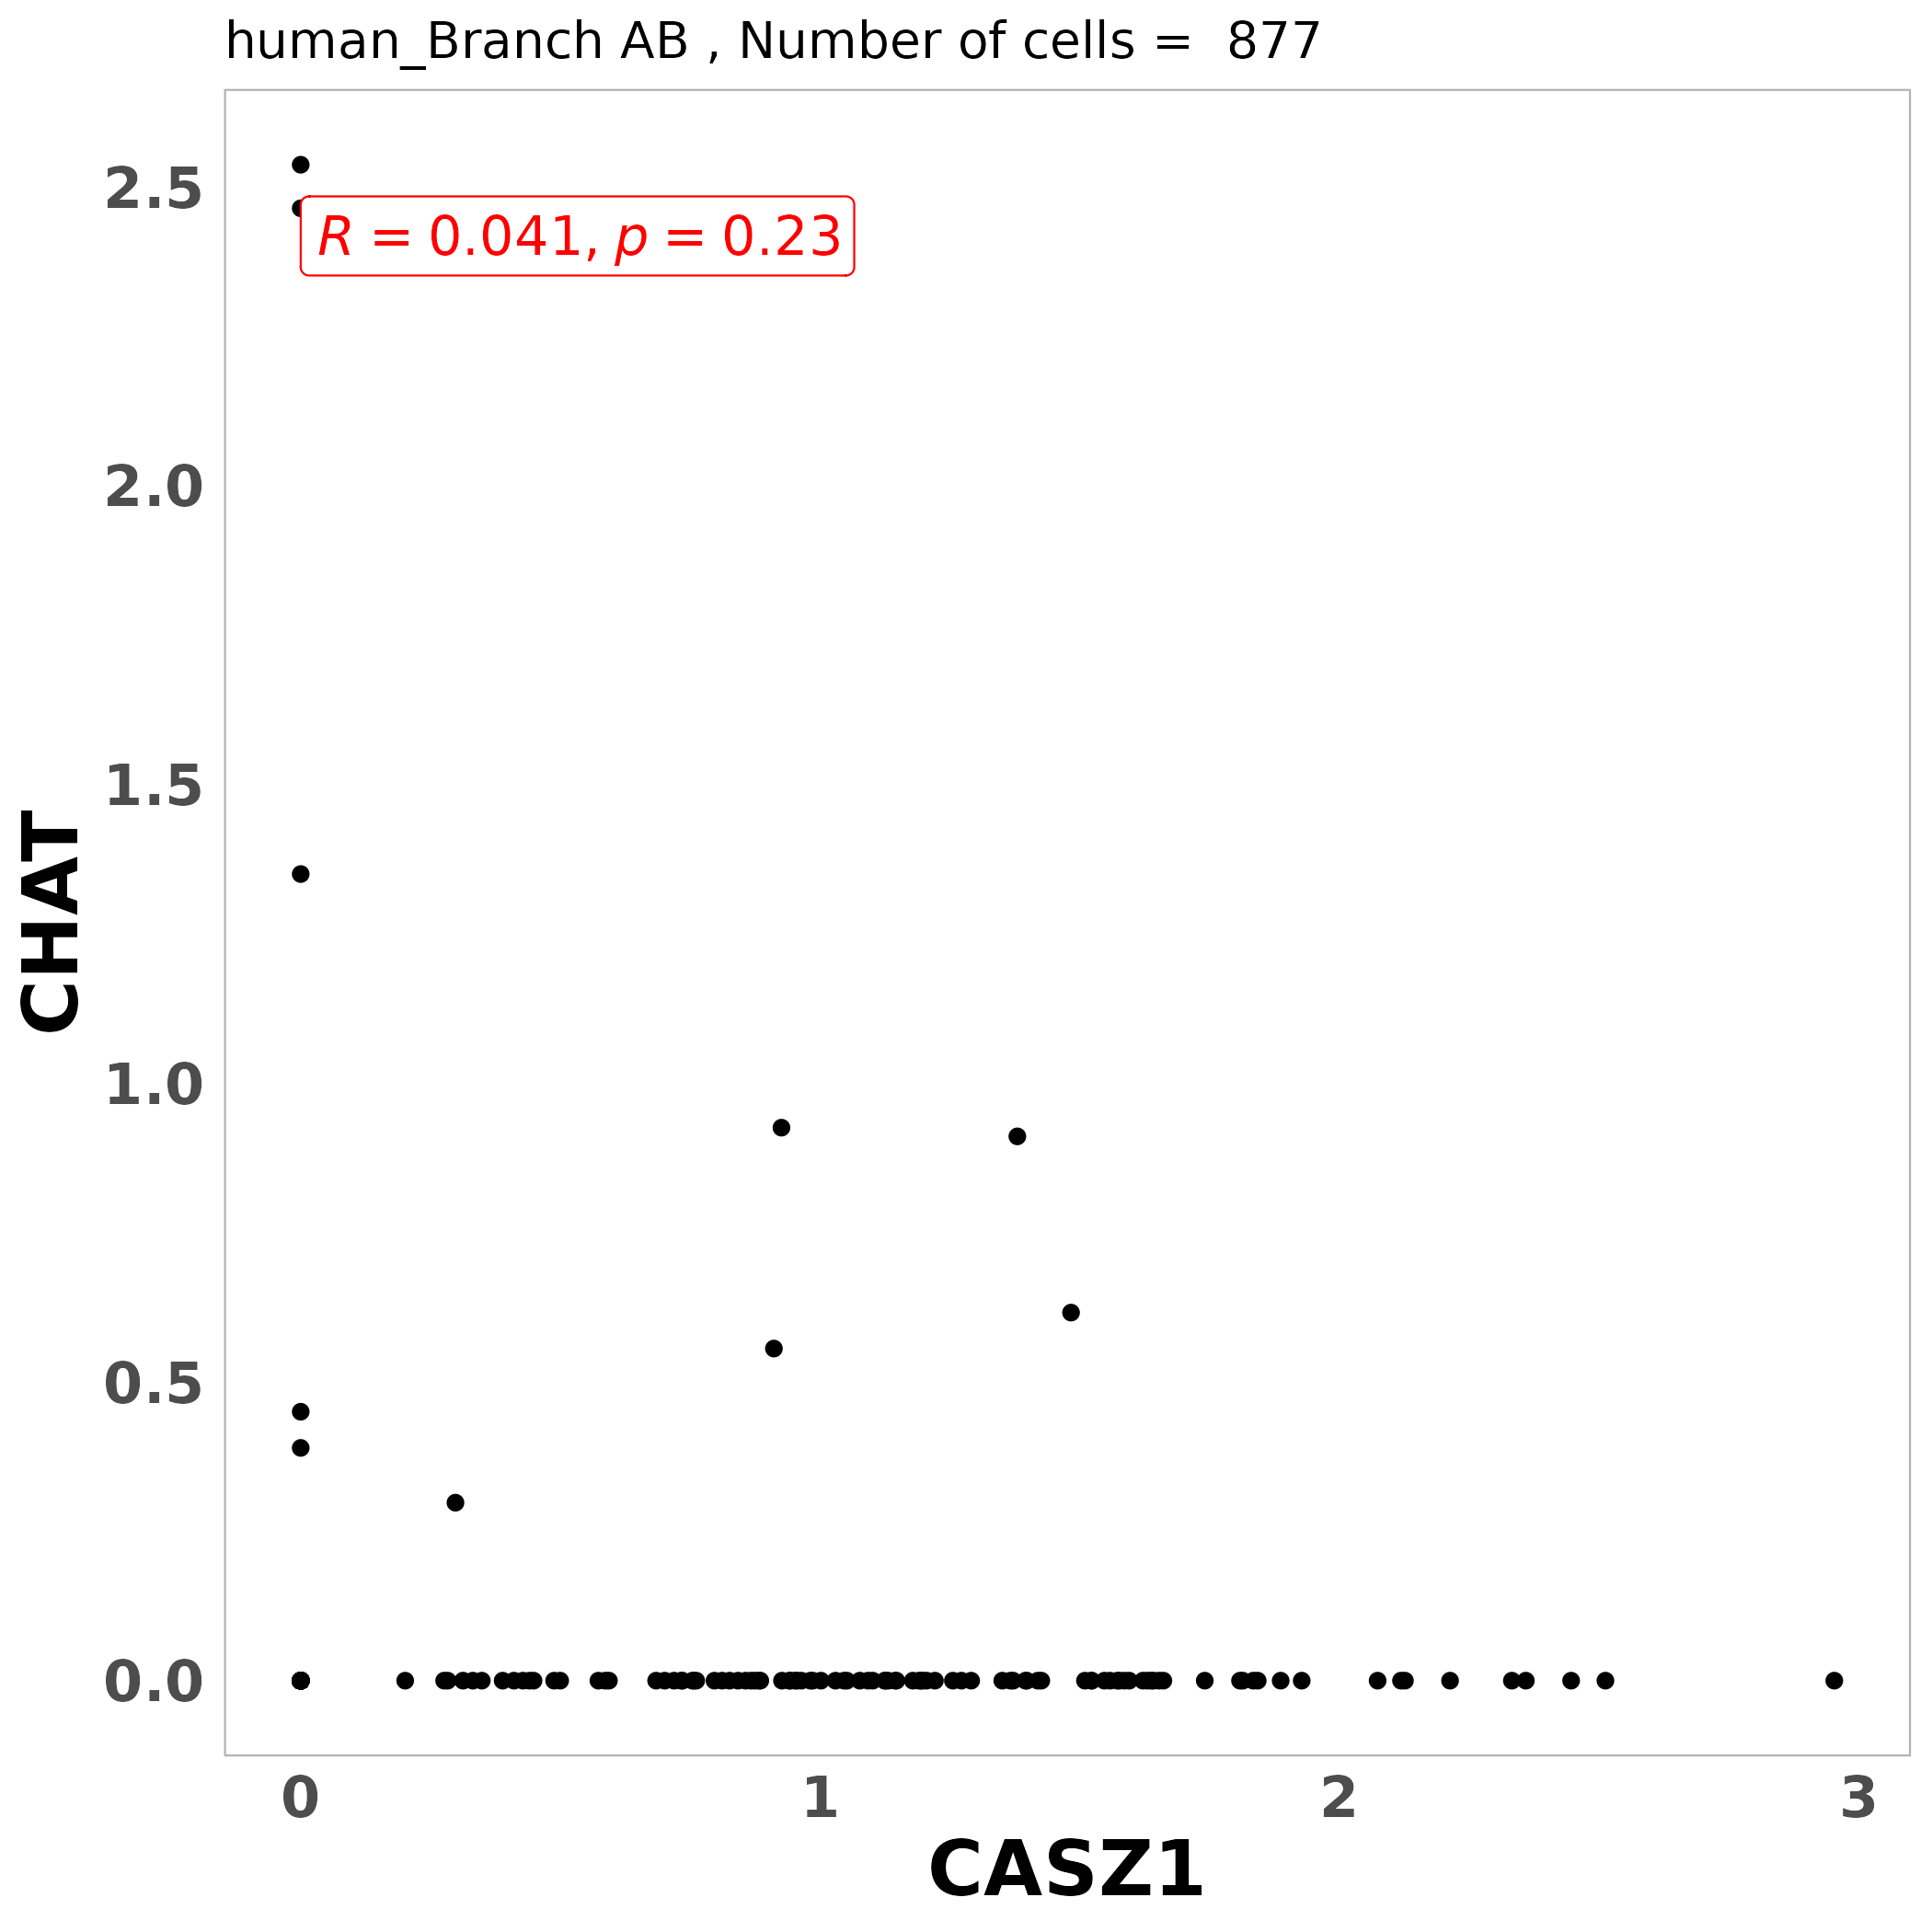 human_Branch AB , Number of cells =  877
R = 0.041, p = 0.23
2.5
2.0
1.5
1.0
0.5
0.0
CHAT
0 1 2 3
CASZ1